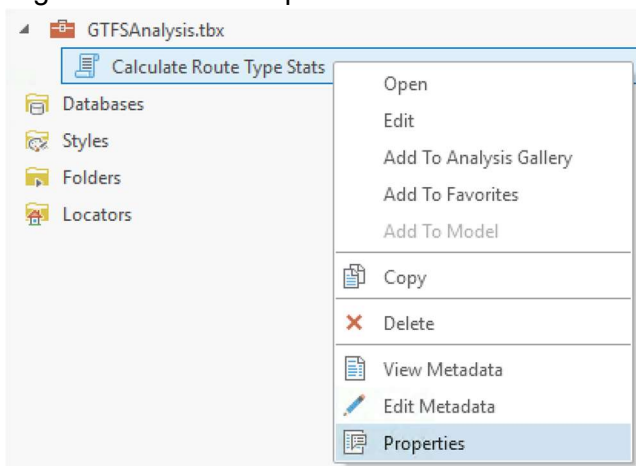 GTFSAnalysis.tbx
Calculate Route Type Stats
Databases
Styles
Folders
Locators
Open
Edit
Add To Analysis Gallery
Add To Favorites
Add To Model
Copy
Delete
View Metadata
Edit Metadata
Properties